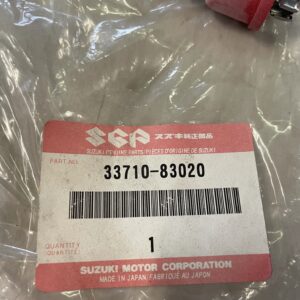 SGP スズキ純正部品
SUZUKI GENUINE PARTS/PIECES D'ORIGINE DE SUZUKI
PART NO.
33710-83020
QUANTITY
QUANTITY
1
SUZUKI MOTOR CORPORATION
MADE IN JAPAN/FABRIQUE AU JAPON